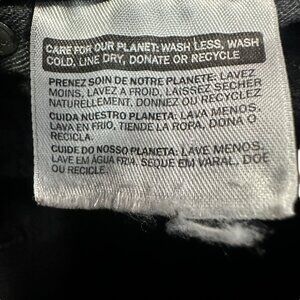 CARE FOR OUR PLANET: WASH LESS, WASH
COLD, LINE DRY, DONATE OR RECYCLE
PRENEZ SOIN DE NOTRE PLANETE: LAVEZ
MOINS, LAVEZ A FROID, LAISSEZ SECHER
NATURELLEMENT, DONNEZ OU RECYCLEZ
CUIDA NUESTRO PLANETA: LAVA MENOS,
LAVA EN FRIO, TIENDE LA ROPA, DONA O
RECICLA.
CUIDE DO NOSSO PLANETA: LAVE MENOS,
LAVE EM ÁGUA FRIA, SEQUE EM VARAL, DOE
OU RECICLE.